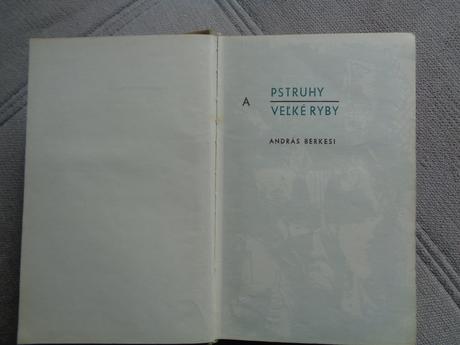 PSTRUHY
A
VEĽKÉ RYBY
ANDRÁS BERKESI